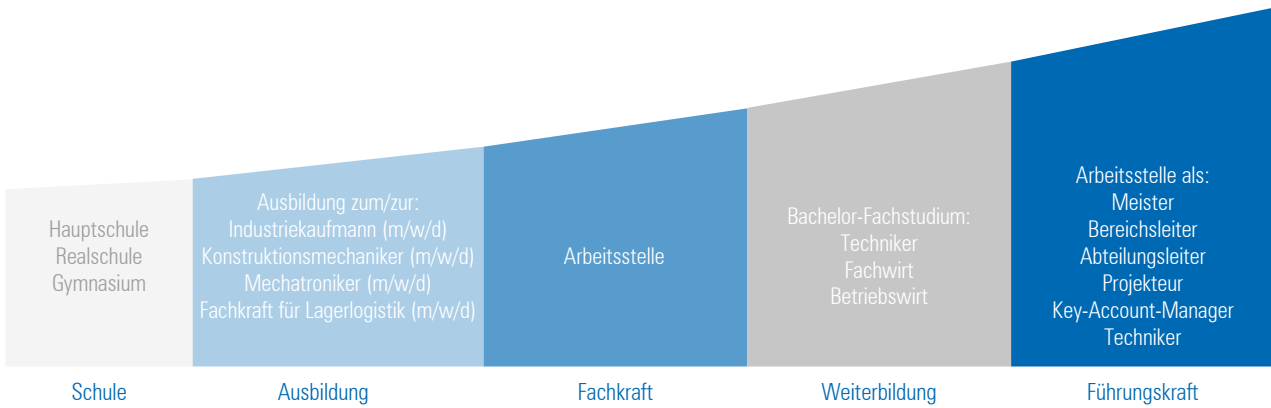 Hauptschule
Realschule
Gymnasium
Ausbildung zum/zur:
Industriekaufmann (m/w/d)
Konstruktionsmechaniker (m/w/d)
Mechatroniker (m/w/d)
Fachkraft für Lagerlogistik (m/w/d)
Arbeitsstelle
Bachelor-Fachstudium:
Techniker
Fachwirt
Betriebswirt
Arbeitsstelle als:
Meister
Bereichsleiter
Abteilungsleiter
Projekteur
Key-Account-Manager
Techniker
Schule
Ausbildung
Fachkraft
Weiterbildung
Führungskraft